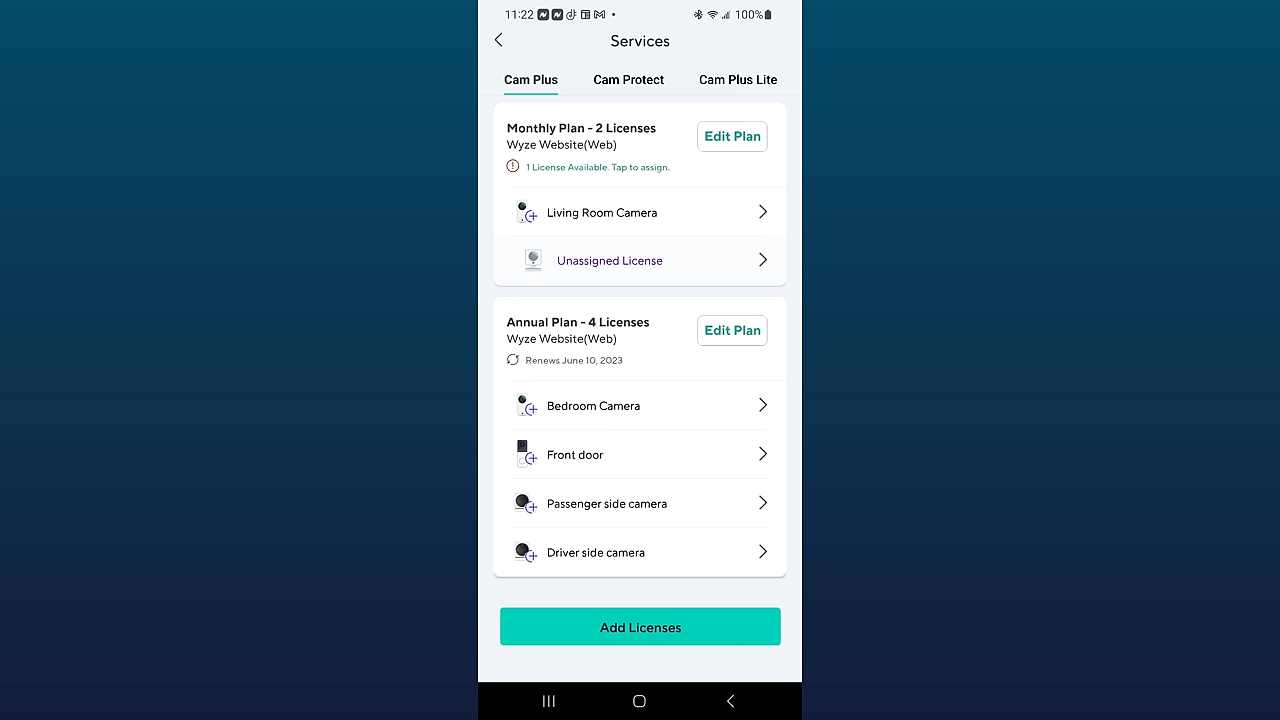 11:22 100%
Services
Cam Plus Cam Protect Cam Plus Lite
Monthly Plan - 2 Licenses
Edit Plan
Wyze Website(Web)
1 License Available. Tap to assign.
Living Room Camera
Unassigned License
Annual Plan - 4 Licenses
Edit Plan
Wyze Website(Web)
Renews June 10, 2023
Bedroom Camera
Front door
Passenger side camera
Driver side camera
Add Licenses